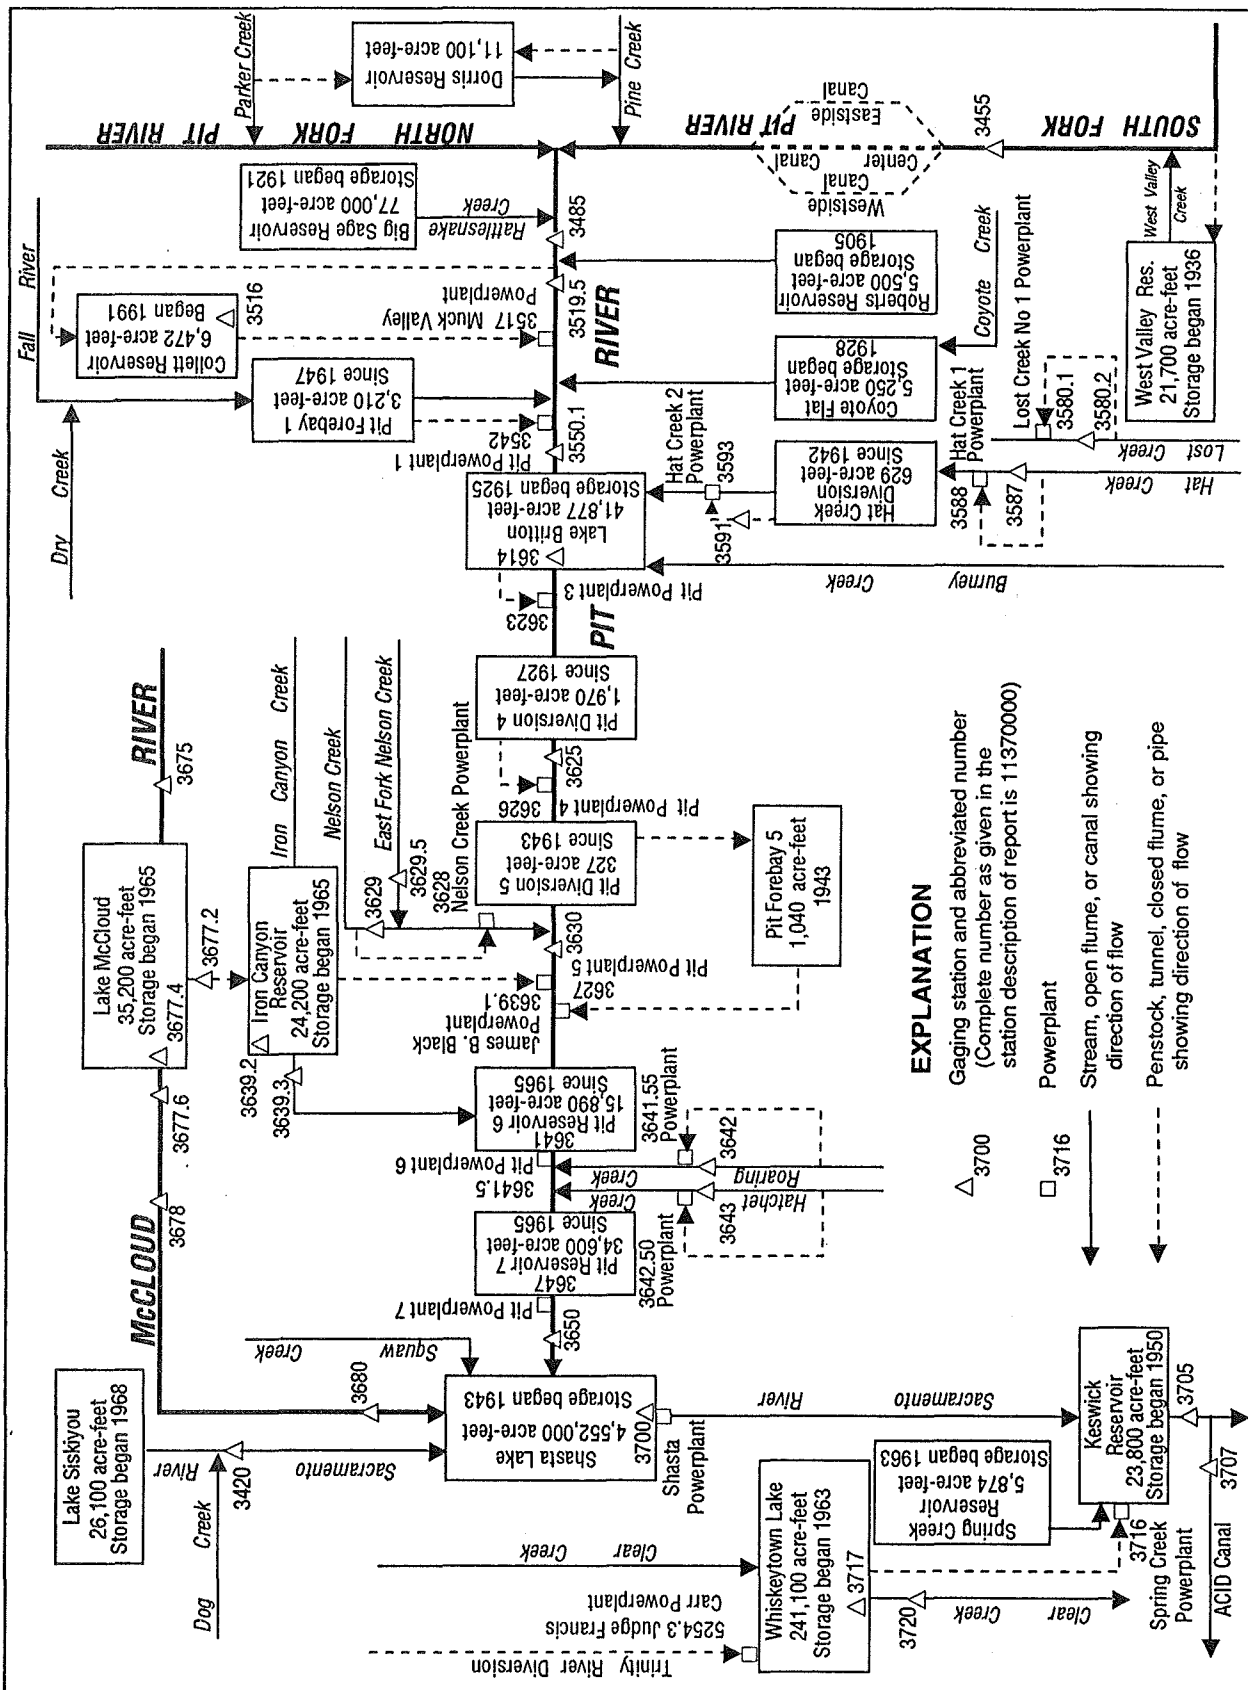 Lake Siskiyou
26,100 acre-feet
Storage began 1968
Dog Creek
3420
Sacramento River
McCLOUD RIVER
3680
3678
3677.6
Lake McCloud
35,200 acre-feet
Storage began 1965
3677.4
3675
3677.2
Iron Canyon
Reservoir
24,200 acre-feet
Storage began 1965
3639.2
3639.3
Iron Canyon Creek
Nelson Creek
East Fork Nelson Creek
3629
3629.5
3628
Nelson Creek Powerplant
Dry Creek
Fall River
Collett Reservoir
6,472 acre-feet
Began 1991
3516
3517 Muck Valley
Powerplant
Pit Forebay 1
3,210 acre-feet
Since 1947
3542
Pit Powerplant 1
Big Sage Reservoir
77,000 acre-feet
Storage began 1921
Rattlesnake
Creek
Parker Creek
Dorris Reservoir
11,100 acre-feet
Pine Creek
NORTH FORK PIT RIVER
SOUTH FORK PIT RIVER
Eastside
Canal
Center
Canal
Westside
Canal
3455
West Valley
Creek
West Valley Res.
21,700 acre-feet
Storage began 1936
PIT RIVER
3485
3519.5
3550.1
Roberts Reservoir
5,500 acre-feet
Storage began
1905
Coyote Flat
5,250 acre-feet
Storage began
1928
Coyote Creek
Lake Britton
41,877 acre-feet
Storage began 1925
3614
Hat Creek 2
Powerplant
3593
3591
Hat Creek
Diversion
629 acre-feet
Since 1942
Hat Creek 1
Powerplant
3588
3587
Hat Creek
Lost Creek No 1 Powerplant
3580.1
3580.2
Lost Creek
Burney Creek
3623
Pit Powerplant 3
Pit Diversion 4
1,970 acre-feet
Since 1927
3625
3626
Pit Powerplant 4
Pit Diversion 5
327 acre-feet
Since 1943
Pit Forebay 5
1,040 acre-feet
1943
3630
3627
Pit Powerplant 5
3639.1
James B. Black
Powerplant
Pit Reservoir 6
15,890 acre-feet
Since 1965
3641
Pit Powerplant 6
3641.5
3641.55
Powerplant
3642
Roaring Creek
Hatchet Creek
3643
3642.50
Powerplant
Pit Reservoir 7
34,600 acre-feet
Since 1965
3647
Pit Powerplant 7
3650
Squaw Creek
Shasta Lake
4,552,000 acre-feet
Storage began 1943
3700
Shasta
Powerplant
Sacramento River
Clear Creek
Trinity River Diversion
5254.3 Judge Francis
Carr Powerplant
Whiskeytown Lake
241,100 acre-feet
Storage began 1963
3717
3720
Clear Creek
Spring Creek
Reservoir
5,874 acre-feet
Storage began 1963
Keswick
Reservoir
23,800 acre-feet
Storage began 1950
3716
Spring Creek
Powerplant
3705
3707
ACID Canal
EXPLANATION
3700
Gaging station and abbreviated number
(Complete number as given in the
station description of report is 11370000)
3716
Powerplant
Stream, open flume, or canal showing
direction of flow
Penstock, tunnel, closed flume, or pipe
showing direction of flow